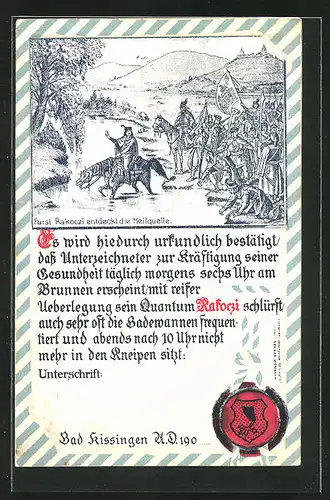 Fürst Rakoczi entdeckt die Heilquelle.
Es wird hiedurch urkundlich bestätigt/
daß Unterzeichneter zur Kräftigung seiner
Gesundheit täglich morgens sechs Uhr am
Brunnen erscheint/mit reifer
Ueberlegung sein Quantum Rakoczi schlürft/
auch sehr oft die Badewannen frequen-
tiert und abends nach 10 Uhr nicht
mehr in den Kneipen sitzt:
Unterschrift:
Bad Kissingen A.D. 190